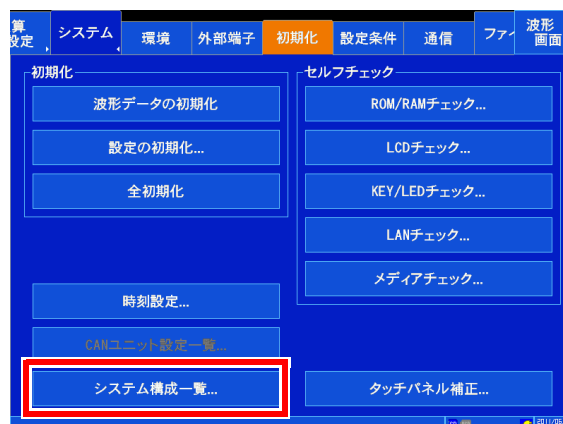 算
設定
システム
環境
外部端子
初期化
設定条件
通信
ファイ
波形
画面
初期化
波形データの初期化
設定の初期化...
全初期化
時刻設定...
CANユニット設定一覧...
システム構成一覧...
セルフチェック
ROM/RAMチェック...
LCDチェック...
KEY/LEDチェック...
LANチェック...
メディアチェック...
タッチパネル補正...